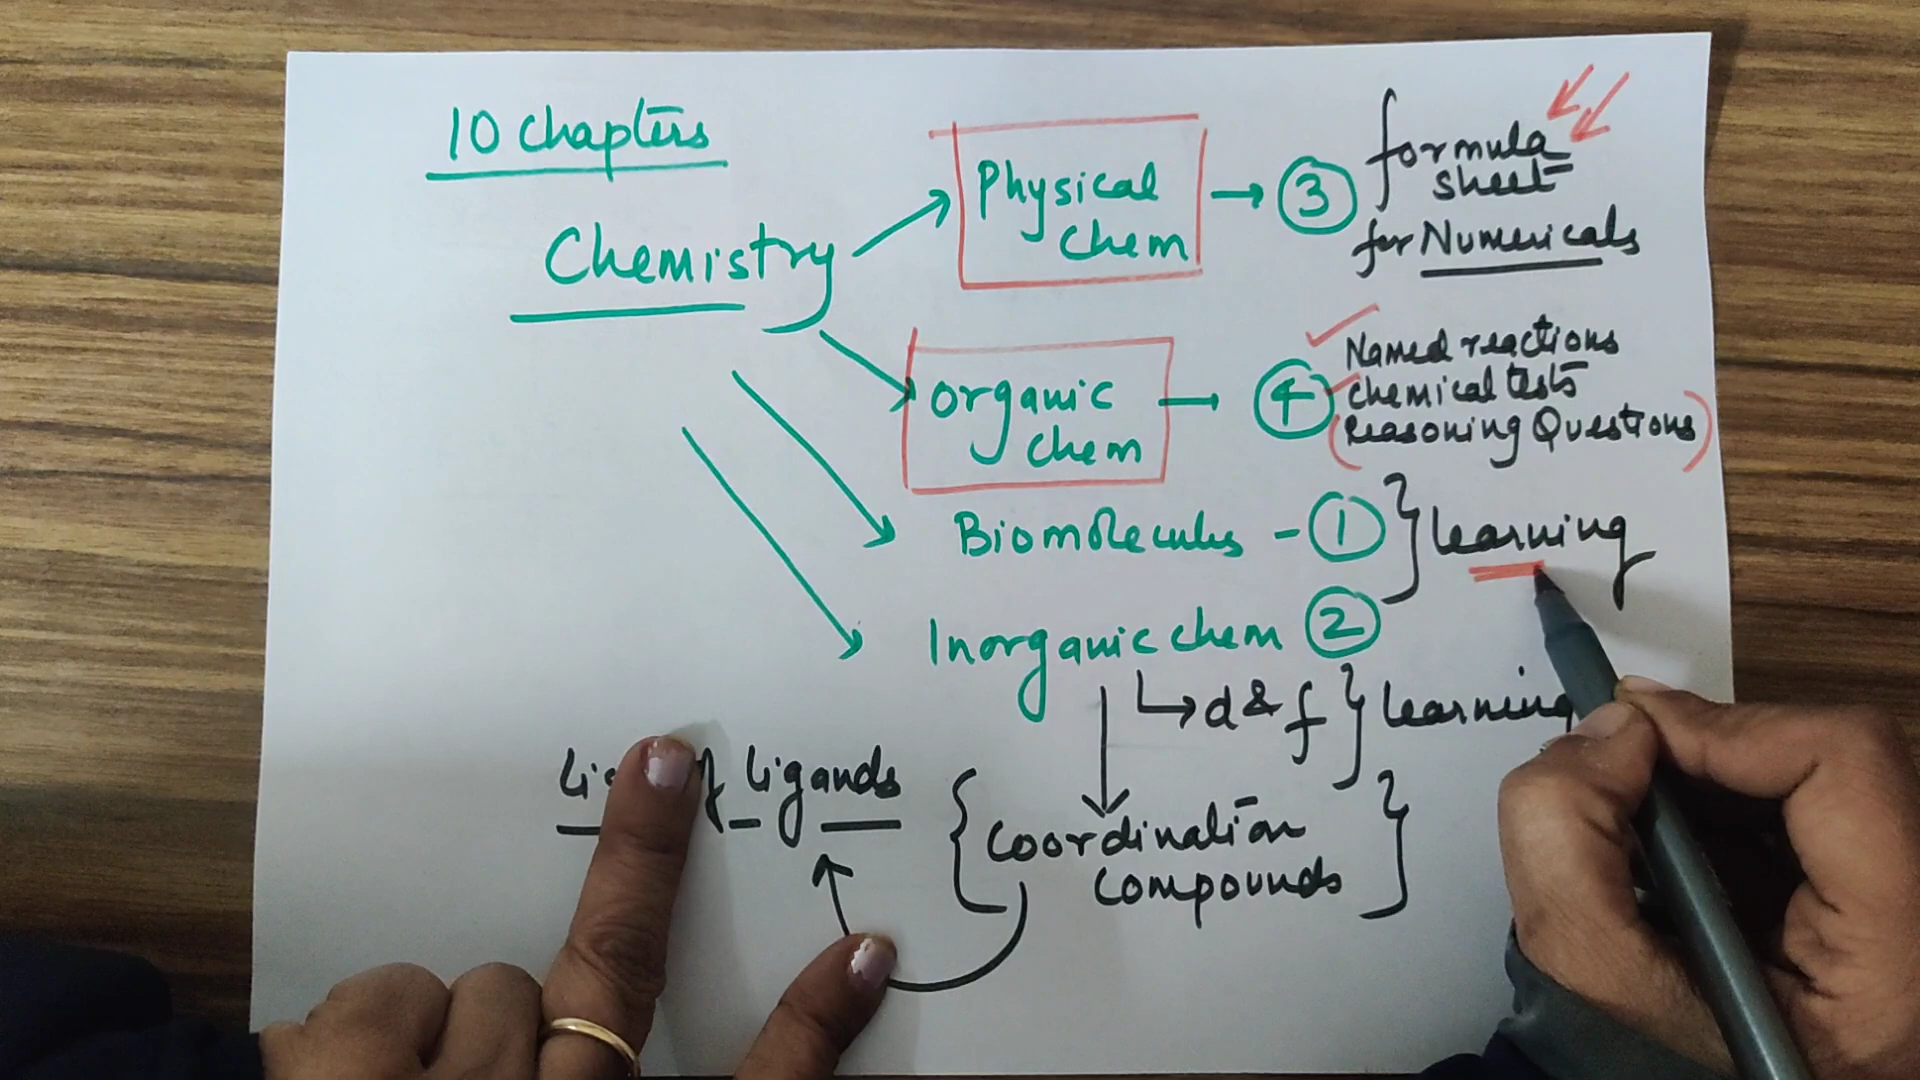 10 chapters
Chemistry
Physical
chem
3
formula
sheet
for Numericals
organic
chem
4
Named reactions
chemical tests
Reasoning Questions
Biomolecules - 1
} learning
Inorganic chem 2
d & f } learning
ligands
{ coordination
compounds }